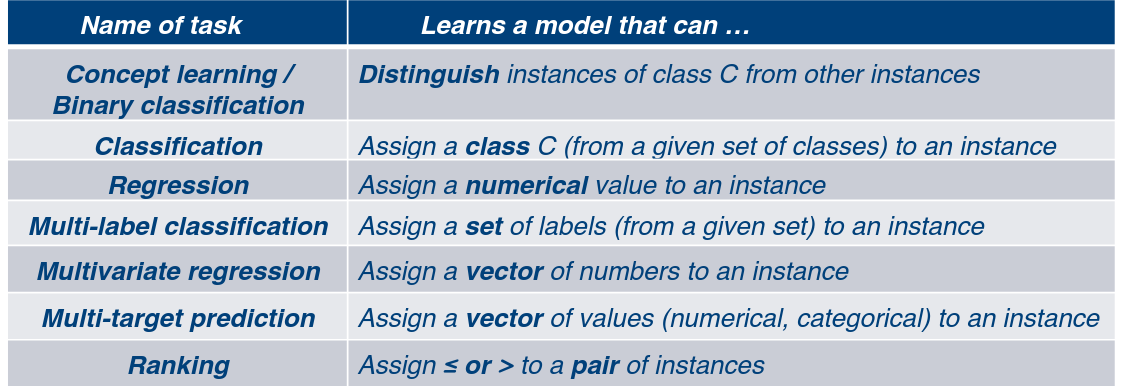 Name of task Learns a model that can …
Concept learning / Distinguish instances of class C from other instances
Binary classification
Classification Assign a class C (from a given set of classes) to an instance
Regression Assign a numerical value to an instance
Multi-label classification Assign a set of labels (from a given set) to an instance
Multivariate regression Assign a vector of numbers to an instance
Multi-target prediction Assign a vector of values (numerical, categorical) to an instance
Ranking Assign ≤ or > to a pair of instances